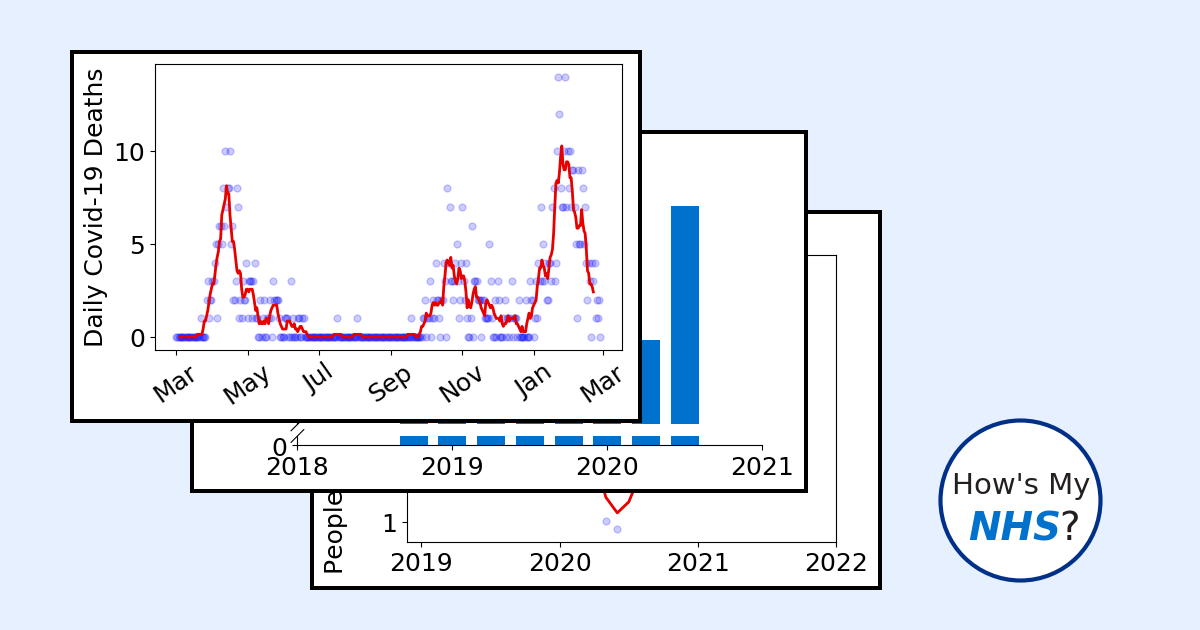 Daily Covid-19 Deaths
10
5
0
Mar May Jul Sep Nov Jan Mar
0
2018 2019 2020 2021
People
1
2019 2020 2021 2022
How's My
NHS?